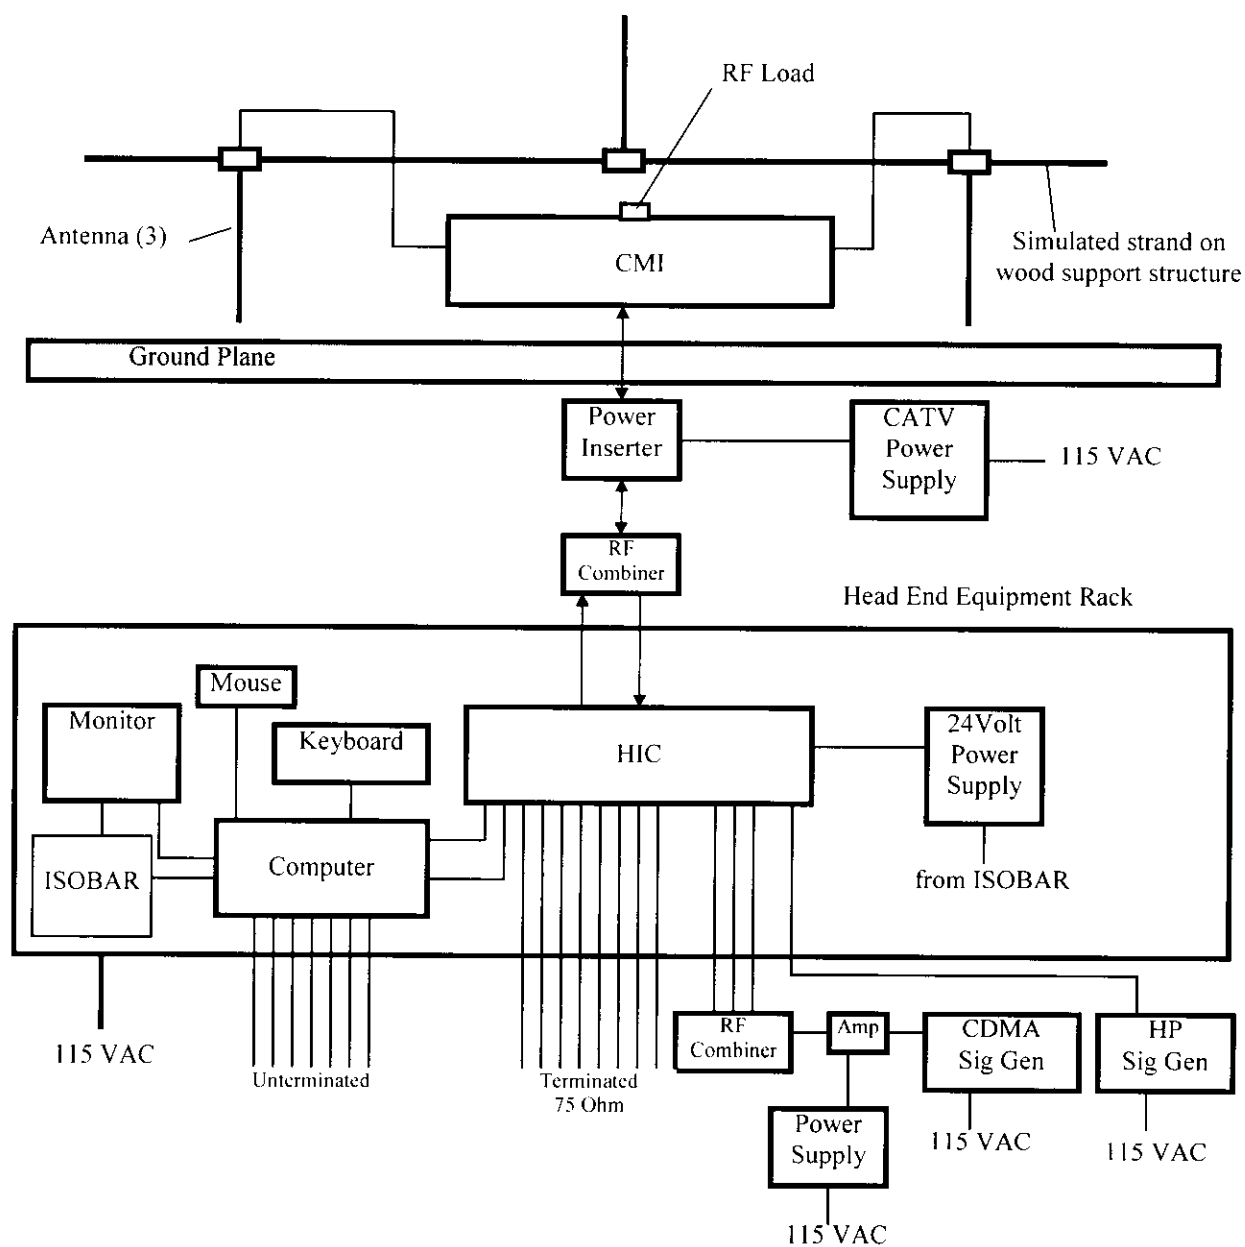 RF Load
Antenna (3)
CMI
Simulated strand on
wood support structure
Ground Plane
Power
Inserter
CATV
Power
Supply
115 VAC
RF
Combiner
Head End Equipment Rack
Mouse
Monitor
Keyboard
HIC
24Volt
Power
Supply
ISOBAR
Computer
from ISOBAR
115 VAC
Unterminated
Terminated
75 Ohm
RF
Combiner
Amp
CDMA
Sig Gen
HP
Sig Gen
Power
Supply
115 VAC
115 VAC
115 VAC